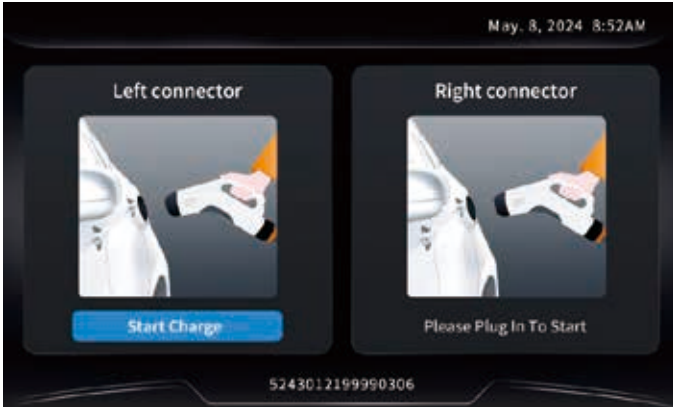 May. 8, 2024 8:52AM
Left connector
Start Charge
Right connector
Please Plug In To Start
5243012199990306